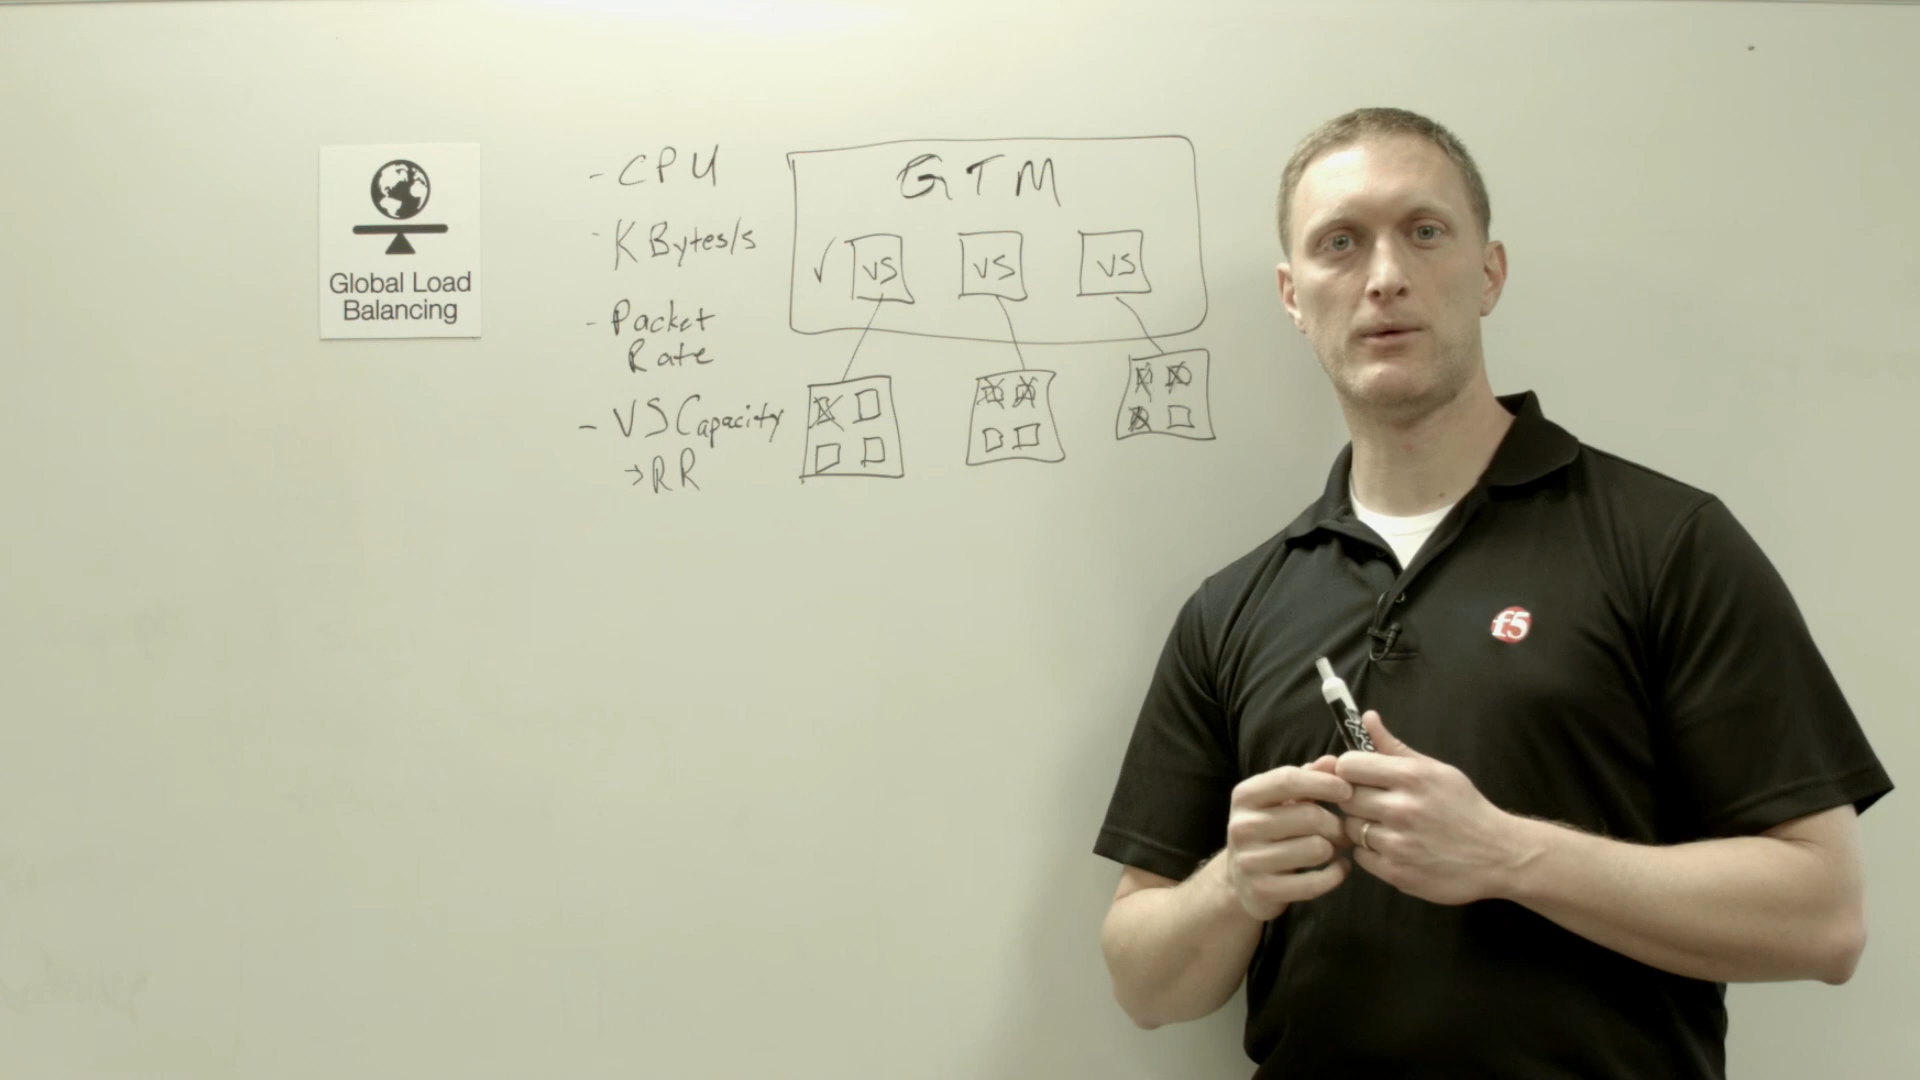 Global Load
Balancing
- CPU
- KBytes/s
- Packet
Rate
- VS Capacity
→ RR
GTM
✓ VS VS VS
f5